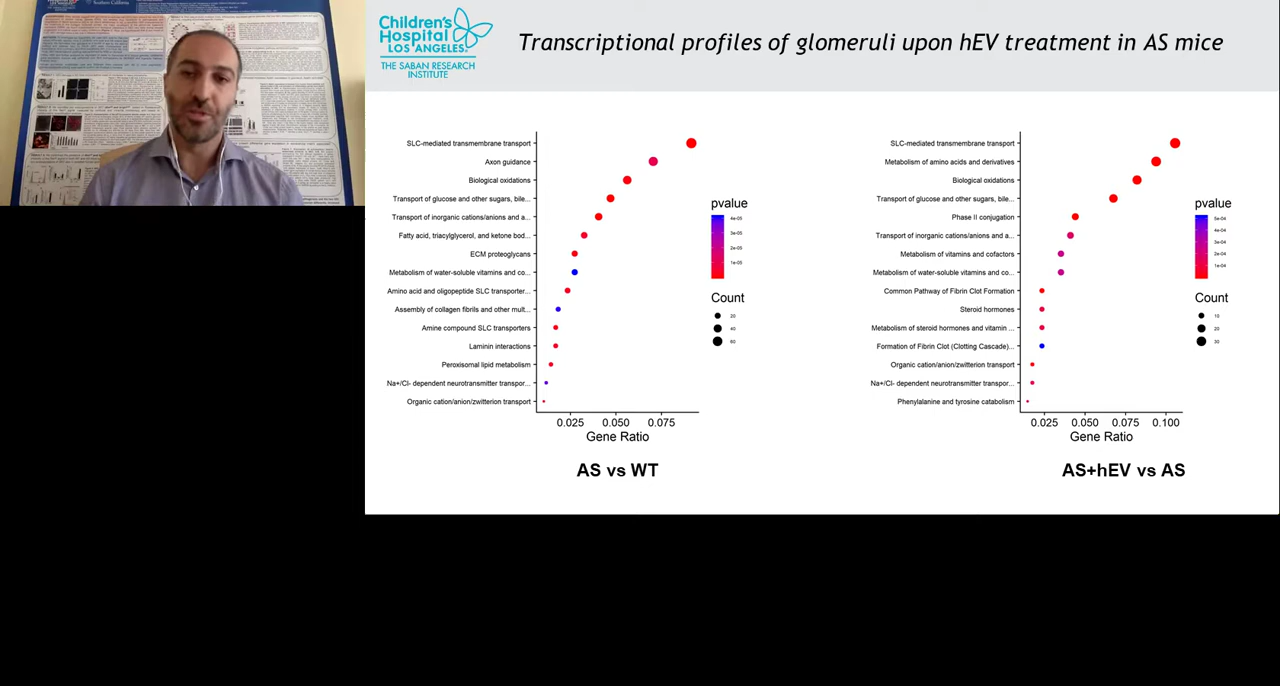 Southern California
Children's
Hospital
LOS ANGELES
THE SABAN RESEARCH
INSTITUTE
Transcriptional profiles of glomeruli upon hEV treatment in AS mice
SLC-mediated transmembrane transport
Axon guidance
Biological oxidations
Transport of glucose and other sugars, bile...
Transport of inorganic cations/anions and a...
Fatty acid, triacylglycerol, and ketone bod...
ECM proteoglycans
Metabolism of water-soluble vitamins and co...
Amino acid and oligopeptide SLC transporter...
Assembly of collagen fibrils and other mult...
Amine compound SLC transporters
Laminin interactions
Peroxisomal lipid metabolism
Na+/Cl- dependent neurotransmitter transpor...
Organic cation/anion/zwitterion transport
0.025 0.050 0.075
Gene Ratio
pvalue
4e-05
3e-05
2e-05
1e-05
Count
20
40
60
AS vs WT
SLC-mediated transmembrane transport
Metabolism of amino acids and derivatives
Biological oxidations
Transport of glucose and other sugars, bile...
Phase II conjugation
Transport of inorganic cations/anions and a...
Metabolism of vitamins and cofactors
Metabolism of water-soluble vitamins and co...
Common Pathway of Fibrin Clot Formation
Steroid hormones
Metabolism of steroid hormones and vitamin ...
Formation of Fibrin Clot (Clotting Cascade)...
Organic cation/anion/zwitterion transport
Na+/Cl- dependent neurotransmitter transpor...
Phenylalanine and tyrosine catabolism
0.025 0.050 0.075 0.100
Gene Ratio
pvalue
5e-04
4e-04
3e-04
2e-04
1e-04
Count
10
20
30
AS+hEV vs AS